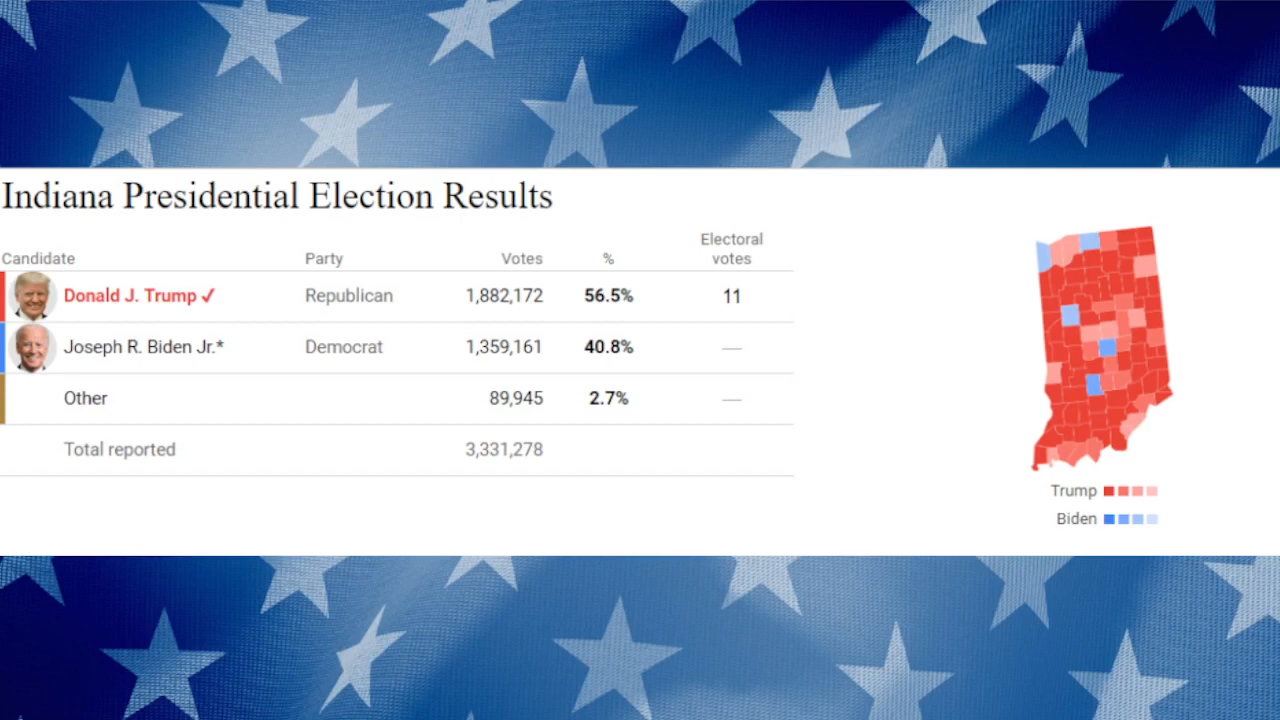 Indiana Presidential Election Results
Candidate Party Votes % Electoral votes
Donald J. Trump ✓ Republican 1,882,172 56.5% 11
Joseph R. Biden Jr.* Democrat 1,359,161 40.8% —
Other 89,945 2.7% —
Total reported 3,331,278
Trump
Biden